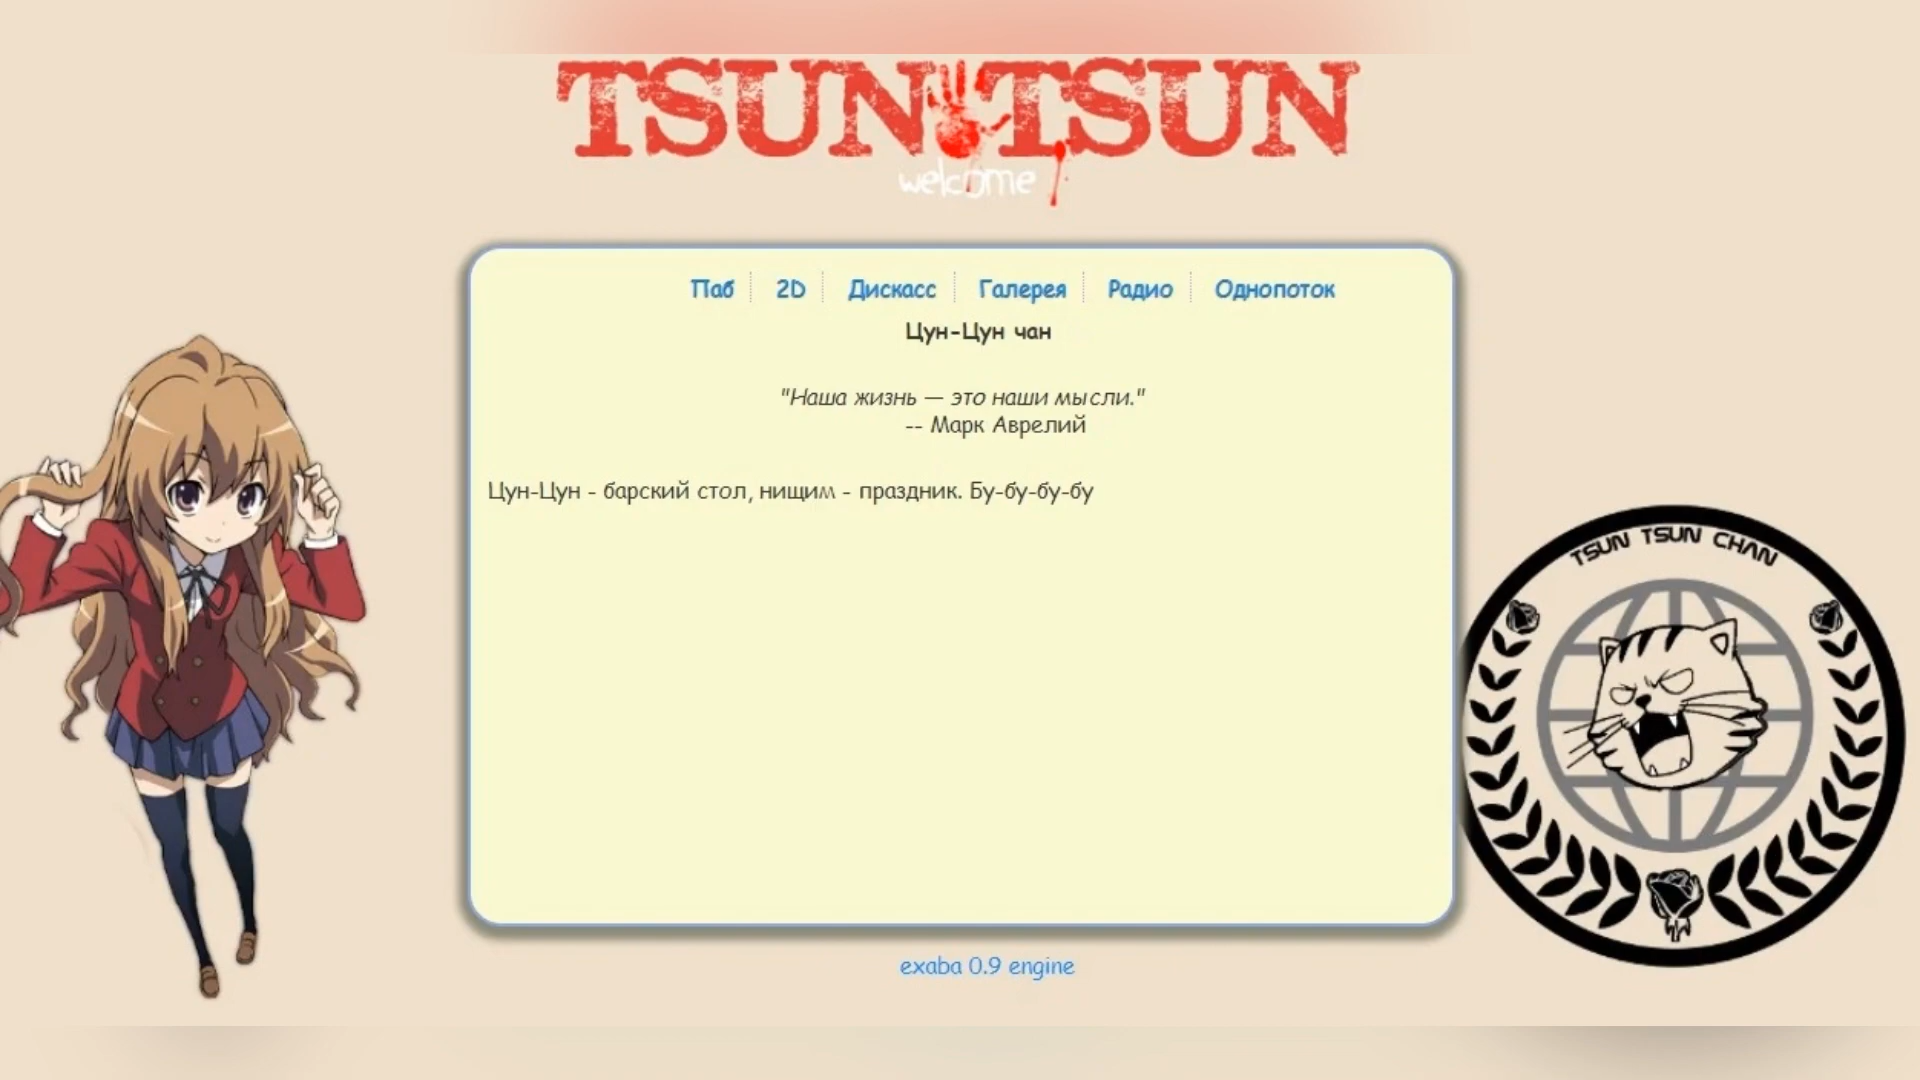 TSUN TSUN
welcome
Паб 2D Дискасс Галерея Радио Однопоток
Цун-Цун чан
"Наша жизнь — это наши мысли."
-- Марк Аврелий
Цун-Цун - барский стол, нищим - праздник. Бу-бу-бу-бу
TSUN TSUN CHAN
exaba 0.9 engine